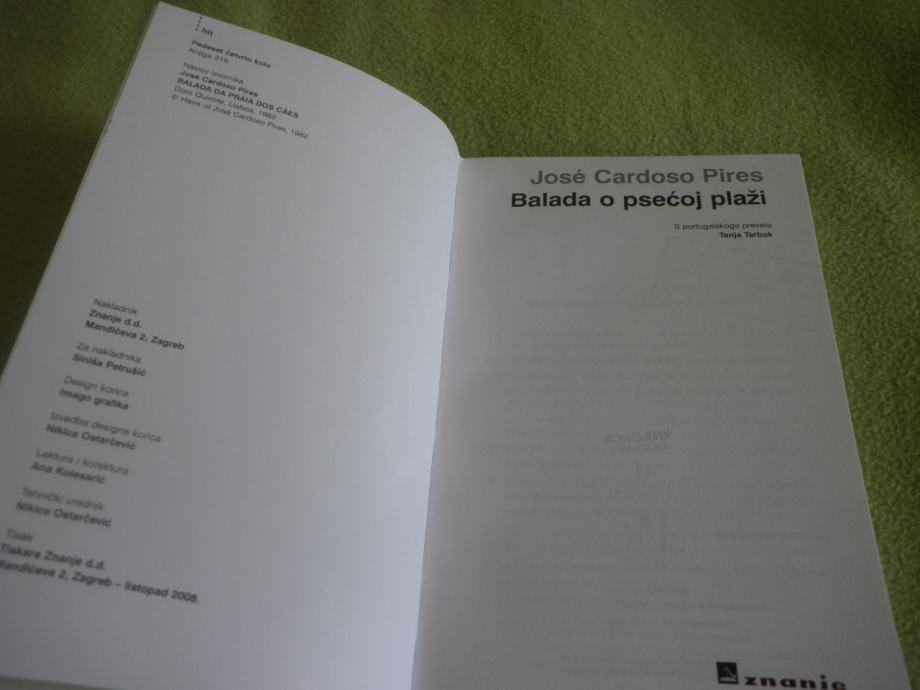 hit
Pedeset četvrto kolo
Knjiga 318.
Naslov izvornika
José Cardoso Pires
BALADA DA PRAIA DOS CÃES
Dom Quixote, Lisboa, 1982
© Heirs of José Cardoso Pires, 1982
Nakladnik
Znanje d.d.
Mandićeva 2, Zagreb
Za nakladnika
Siniša Petrušić
Design korica
Imago grafika
Izvedba designa korica
Nikica Ostarčević
Lektura i korektura
Ana Kolesarić
Tehnički urednik
Nikica Ostarčević
Tisak
Tiskara Znanje d.d.
Mandićeva 2, Zagreb – listopad 2008.
José Cardoso Pires
Balada o psećoj plaži
S portugalskoga prevela
Tanja Tarbuk
znanje